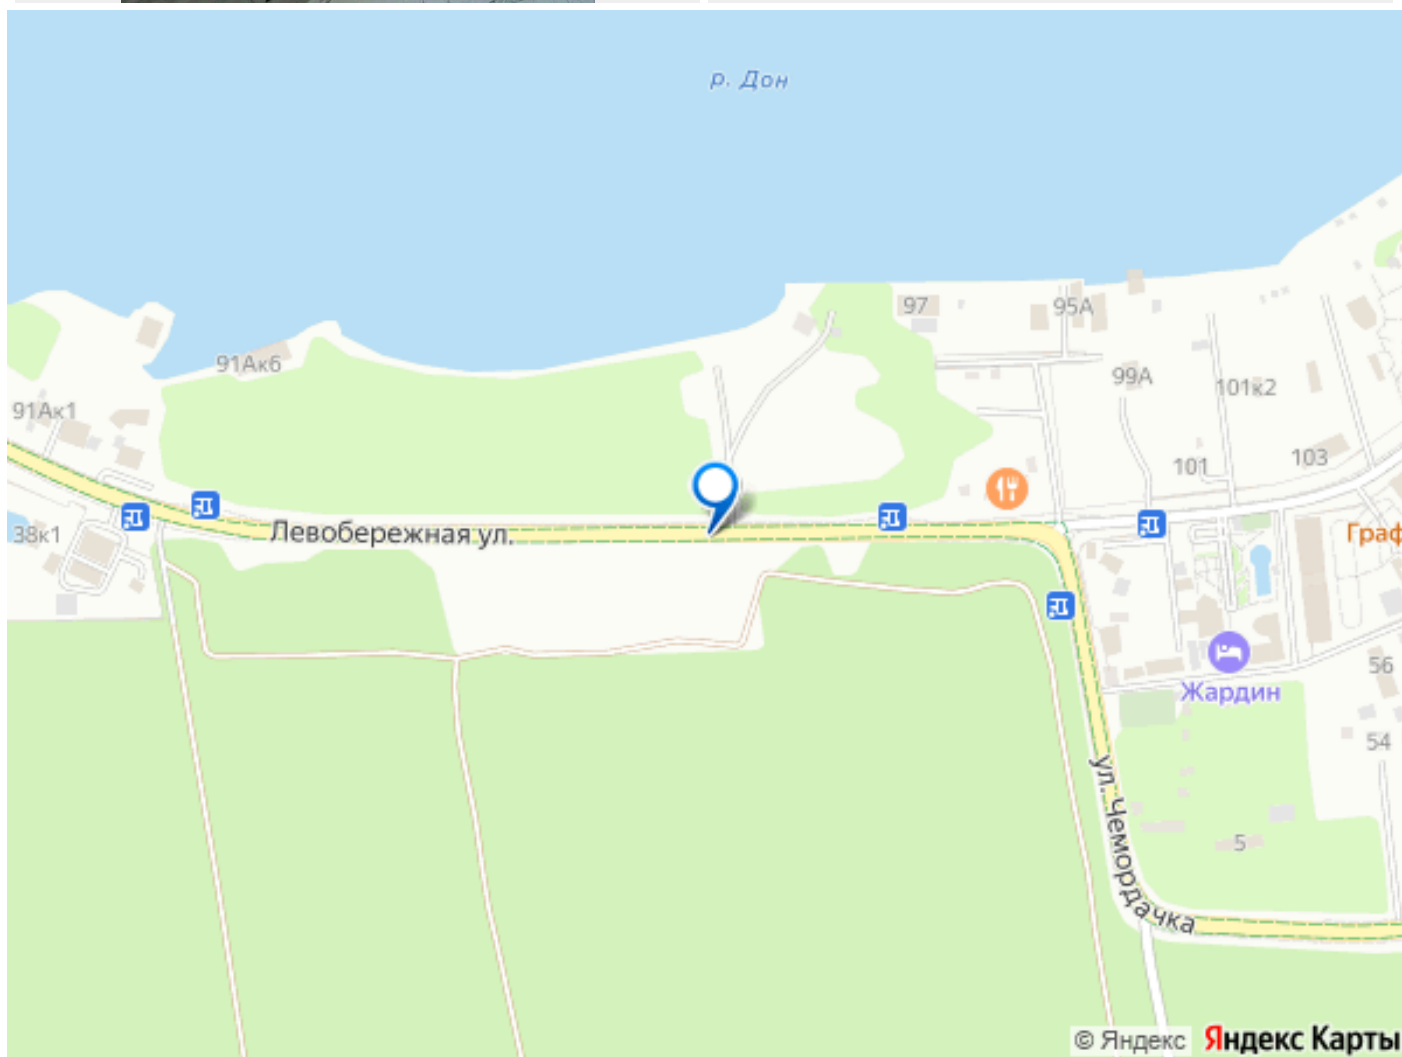 р. Дон
97
95А
91Ак6
99А
101к2
91Ак1
103
101
38к1
Левобережная ул.
Граф
56
Жардин
54
ул. Чемордачка
5
© Яндекс Яндекс Карты